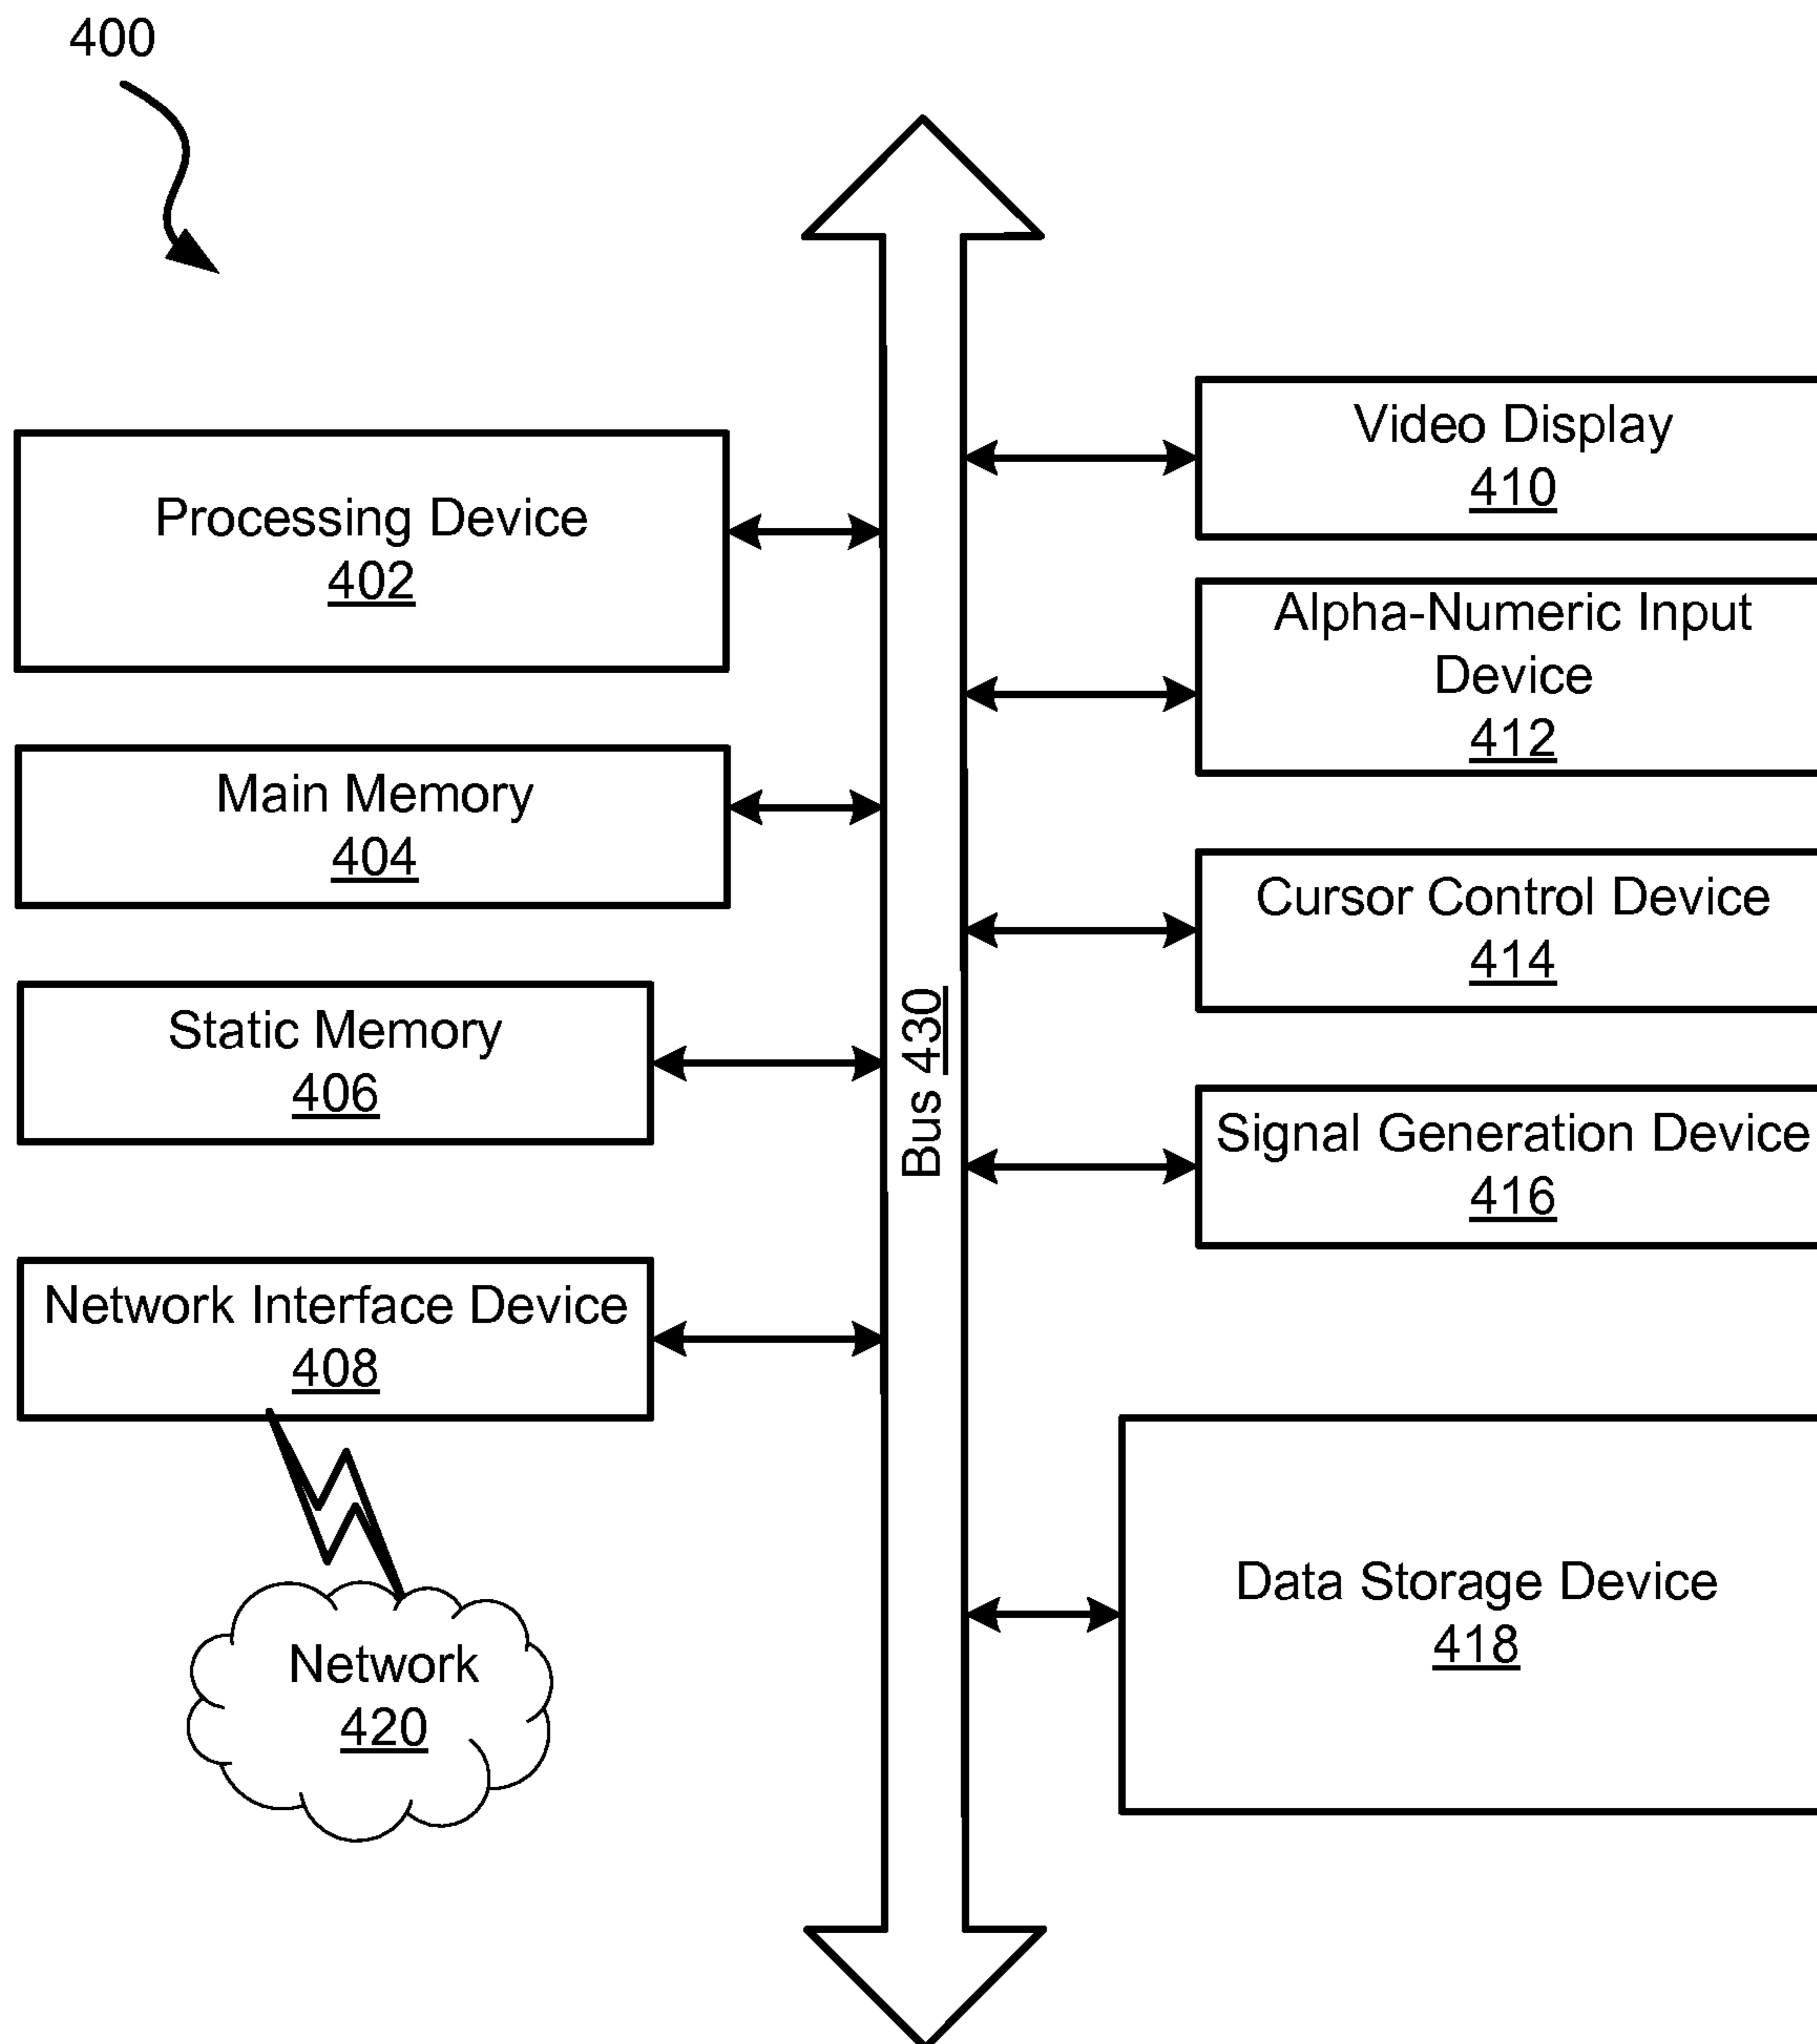 400
Processing Device
402
Main Memory
404
Static Memory
406
Network Interface Device
408
Network
420
Bus 430
Video Display
410
Alpha-Numeric Input
Device
412
Cursor Control Device
414
Signal Generation Device
416
Data Storage Device
418